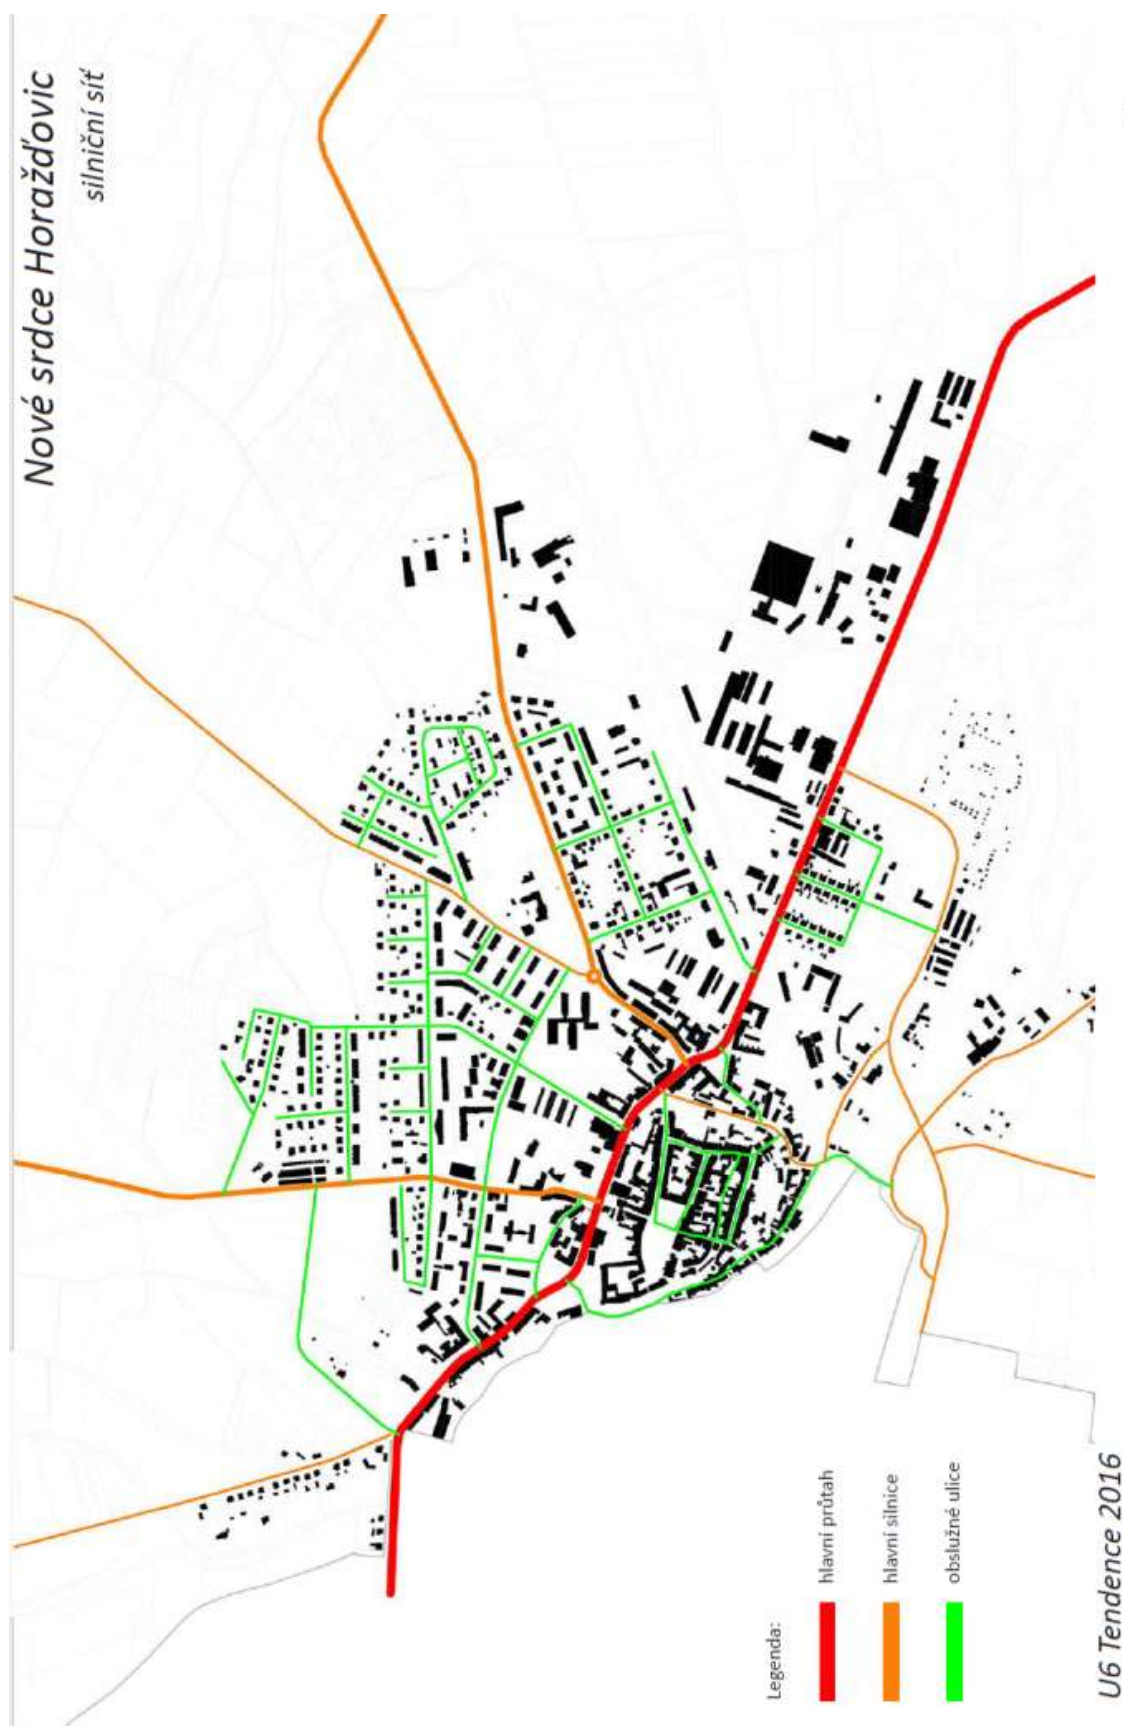 Nové srdce Horažďovic
silniční síť
Legenda:
hlavní průtah
hlavní silnice
obslužné ulice
U6 Tendence 2016